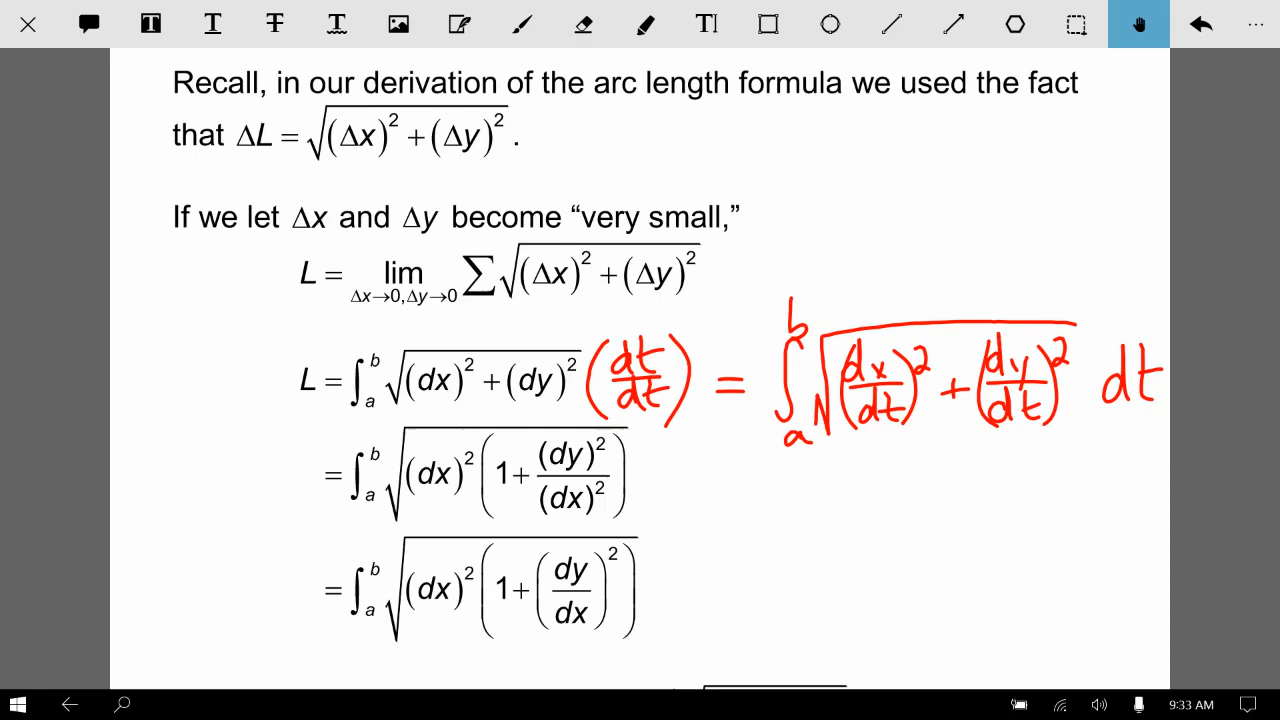 Recall, in our derivation of the arc length formula we used the fact
that ΔL = √((Δx)² + (Δy)²) .
If we let Δx and Δy become “very small,”
L = lim_{Δx→0,Δy→0} ∑ √((Δx)² + (Δy)²)
L = ∫_a^b √((dx)² + (dy)²) (dt/dt) = ∫_a^b √((dx/dt)² + (dy/dt)²) dt
= ∫_a^b √((dx)² (1 + (dy)²/(dx)²))
= ∫_a^b √((dx)² (1 + (dy/dx)²))
9:33 AM